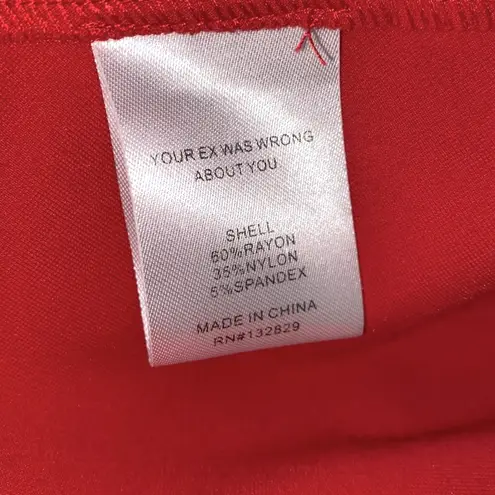 YOUR EX WAS WRONG
ABOUT YOU
SHELL
60%RAYON
35%NYLON
5%SPANDEX
MADE IN CHINA
RN#132829